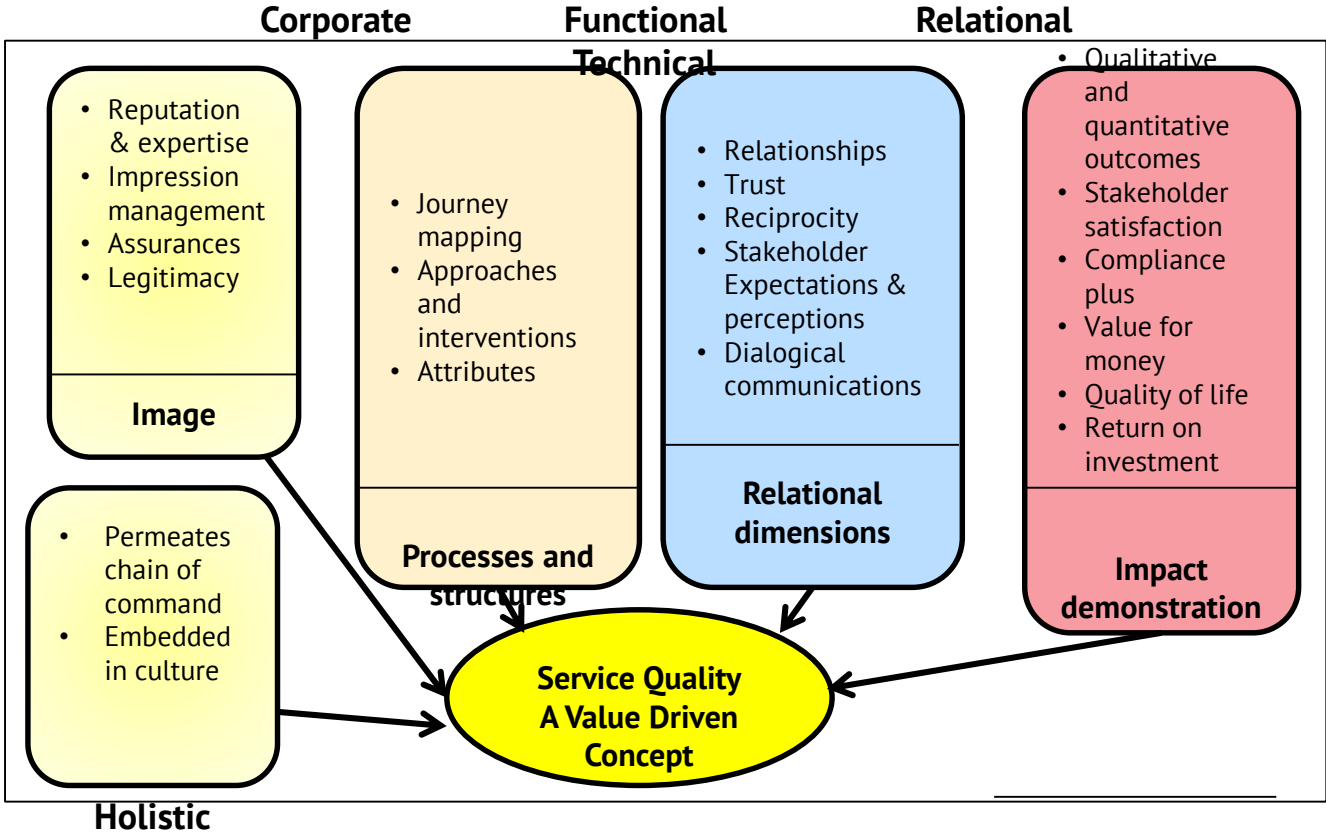 Corporate
Functional
Relational
Technical
• Reputation
& expertise
• Impression
management
• Assurances
• Legitimacy
Image
• Journey
mapping
• Approaches
and
interventions
• Attributes
Processes and
structures
• Relationships
• Trust
• Reciprocity
• Stakeholder
Expectations &
perceptions
• Dialogical
communications
Relational
dimensions
• Qualitative
and
quantitative
outcomes
• Stakeholder
satisfaction
• Compliance
plus
• Value for
money
• Quality of life
• Return on
investment
Impact
demonstration
• Permeates
chain of
command
• Embedded
in culture
Service Quality
A Value Driven
Concept
Holistic